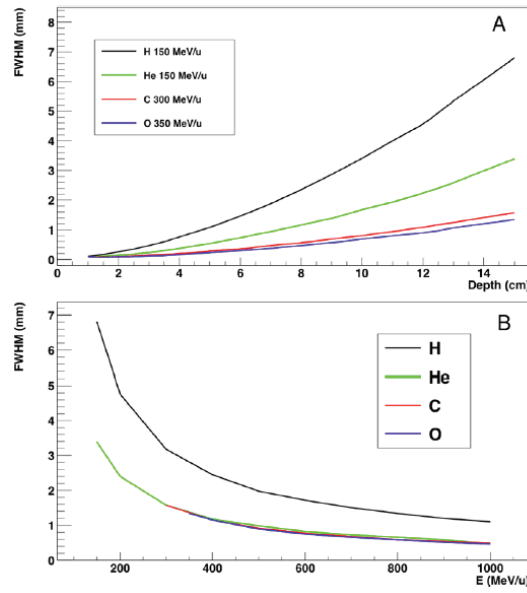 A
FWHM (mm)
8
7
6
5
4
3
2
1
0
H 150 MeV/u
He 150 MeV/u
C 300 MeV/u
O 350 MeV/u
0 2 4 6 8 10 12 14
Depth (cm)
B
FWHM (mm)
7
6
5
4
3
2
1
0
H
He
C
O
200 400 600 800 1000
E (MeV/u)